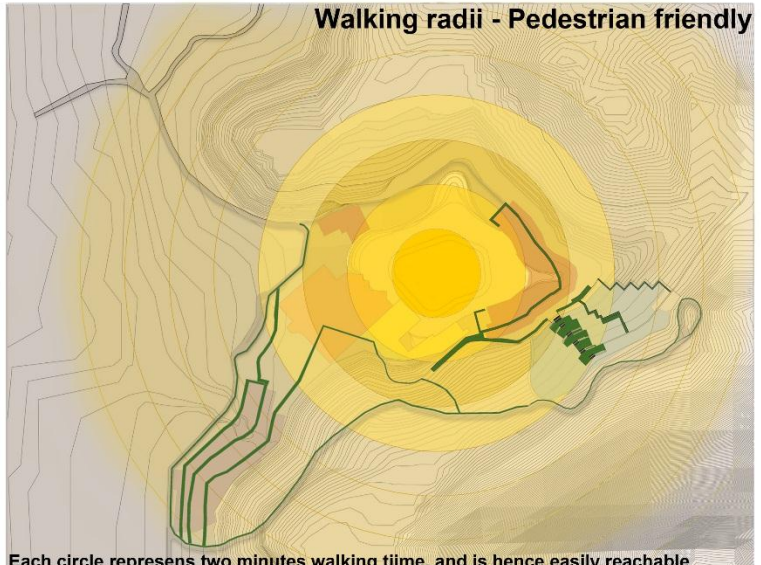 Walking radii - Pedestrian friendly
Each circle represens two minutes walking tiime, and is hence easily reachable